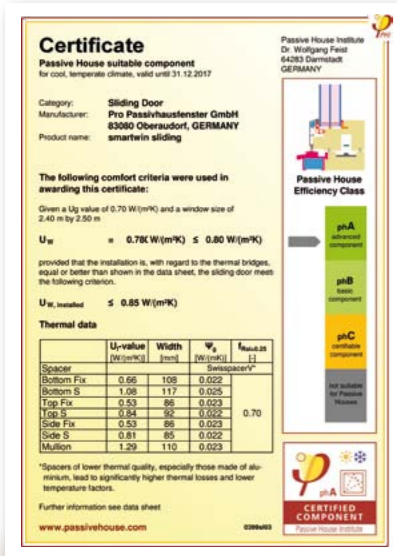 Certificate
Passive House suitable component
for cool, temperate climate, valid until 31.12.2017
Category: Sliding Door
Manufacturer: Pro Passivhausfenster GmbH
83080 Oberaudorf, GERMANY
Product name: smartwin sliding
The following comfort criteria were used in
awarding this certificate:
Given a Ug value of 0.70 W/(m²K) and a window size of
2.40 m by 2.50 m
UW = 0.78 W/(m²K) ≤ 0.80 W/(m²K)
provided that the installation is, with regard to the thermal bridges,
equal or better than shown in the data sheet, the sliding door meets
the following criterion.
UW, installed ≤ 0.85 W/(m²K)
Thermal data
Uf-value Width Ψg fRsi=0.25
[W/(m²K)] [mm] [W/(mK)] [-]
Spacer SwisspacerV*
Bottom Fix 0.66 108 0.022
Bottom S 1.08 117 0.025
Top Fix 0.53 86 0.023
Top S 0.84 92 0.022 0.70
Side Fix 0.53 86 0.023
Side S 0.81 85 0.022
Mullion 1.29 110 0.023
*Spacers of lower thermal quality, especially those made of alu-
minium, lead to significantly higher thermal losses and lower
temperature factors.
Further information see data sheet
www.passivehouse.com 0399sl03
Passive House Institute
Dr. Wolfgang Feist
64283 Darmstadt
GERMANY
Passive House
Efficiency Class
phA
advanced
component
phB
basic
component
phC
certifiable
component
not suitable
for Passive
Houses
phA
CERTIFIED
COMPONENT
Passive House Institute